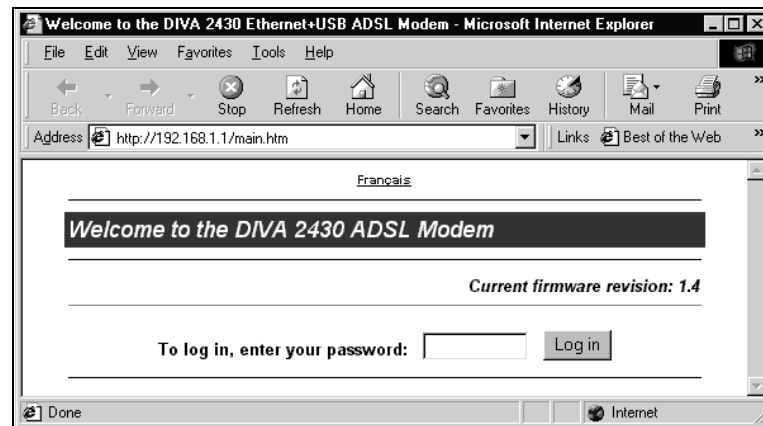 Welcome to the DIVA 2430 Ethernet+USB ADSL Modem - Microsoft Internet Explorer
File Edit View Favorites Tools Help
Back Forward Stop Refresh Home Search Favorites History Mail Print »
Address http://192.168.1.1/main.htm Links Best of the Web »
Français
Welcome to the DIVA 2430 ADSL Modem
Current firmware revision: 1.4
To log in, enter your password: Log in
Done Internet